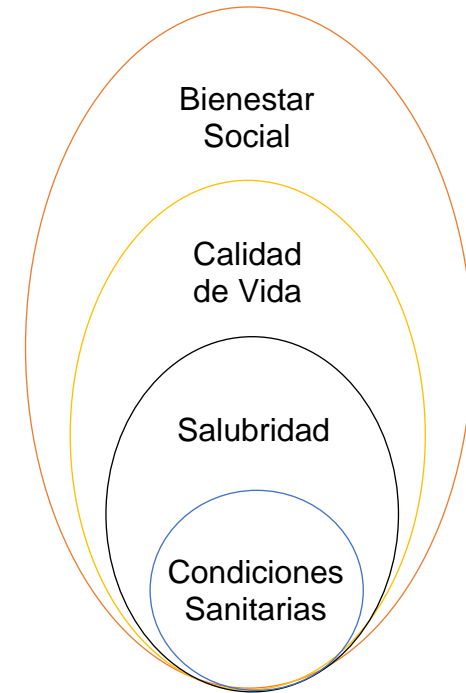 Bienestar
Social
Calidad
de Vida
Salubridad
Condiciones
Sanitarias